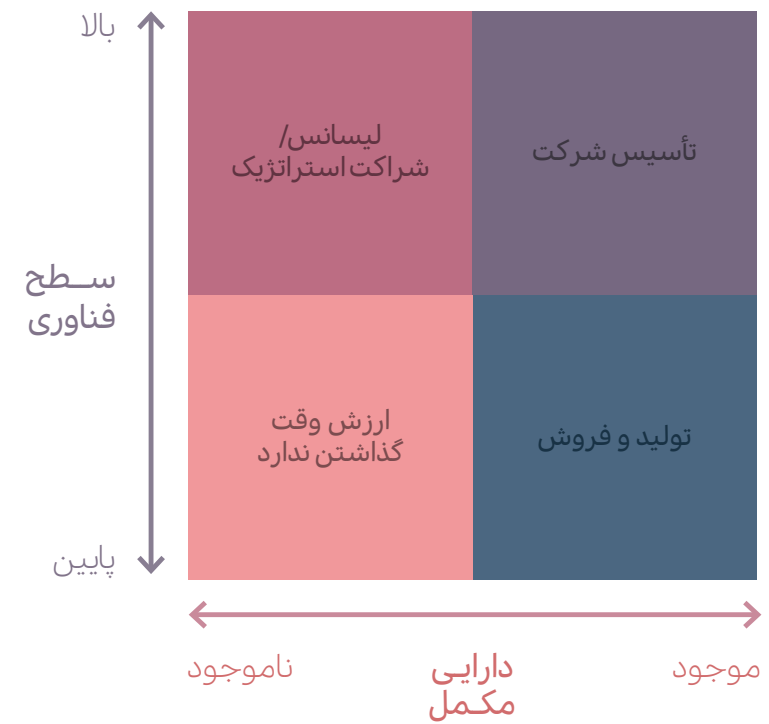 بالا
سطح
فناوری
پایین
تأسیس شرکت
لیسانس/
شراکت استراتژیک
تولید و فروش
ارزش وقت
گذاشتن ندارد
موجود
دارایی
مکمل
ناموجود